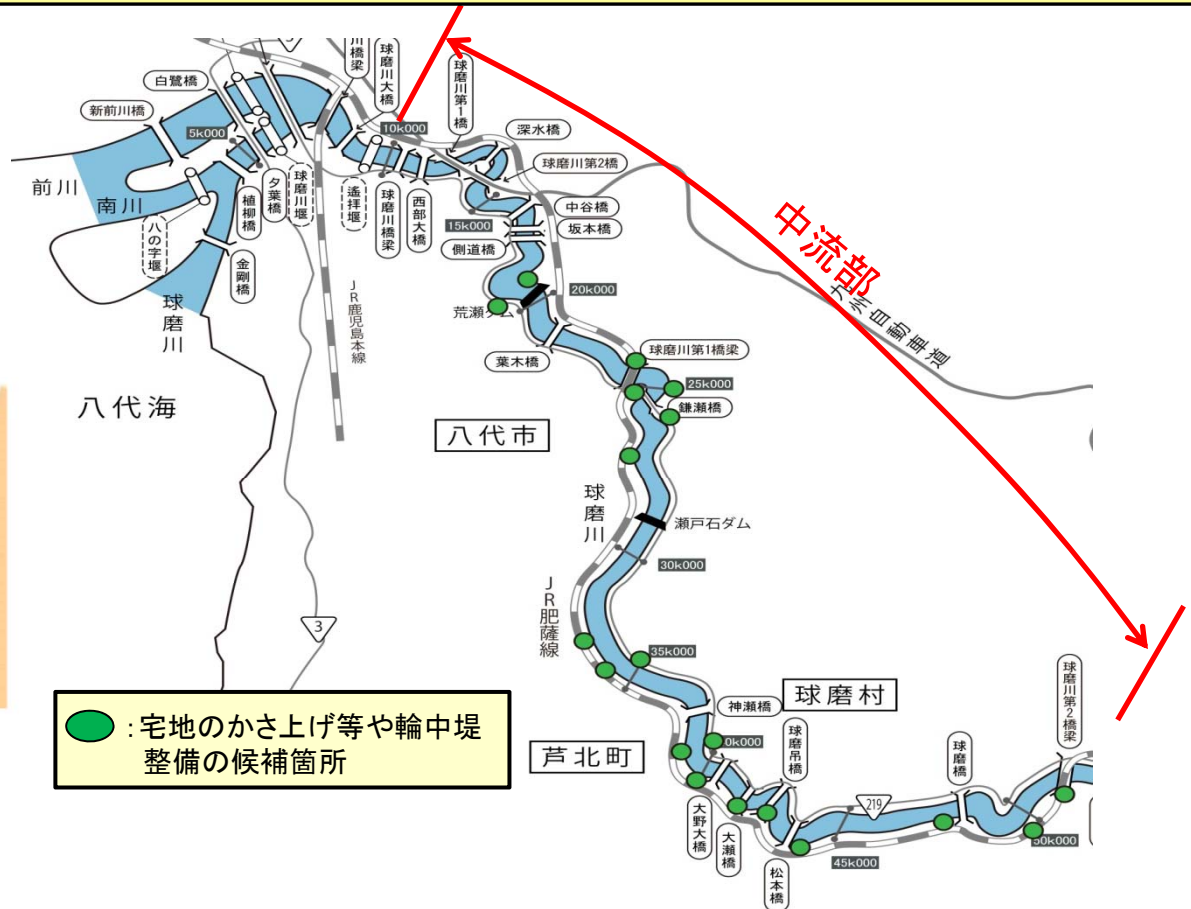 川橋梁
球磨川大橋
球磨川第1橋
白鷺橋
新前川橋
5k000
10k000
深水橋
球磨川第2橋
前川
南川
八の字堰
植柳橋
夕葉橋
球磨川堰
遙拝堰
球磨川橋梁
西部大橋
15k000
中谷橋
坂本橋
側道橋
金剛橋
球磨川
JR鹿児島本線
中流部
九州自動車道
荒瀬ダム
20k000
葉木橋
球磨川第1橋梁
25k000
鎌瀬橋
八代海
八代市
球磨川
瀬戸石ダム
30k000
JR肥薩線
3
35k000
神瀬橋
球磨村
球磨川第2橋梁
:宅地のかさ上げ等や輪中堤
整備の候補箇所
芦北町
0k000
球磨吊橋
球磨橋
219
大野大橋
大瀬橋
松本橋
45k000
50k000